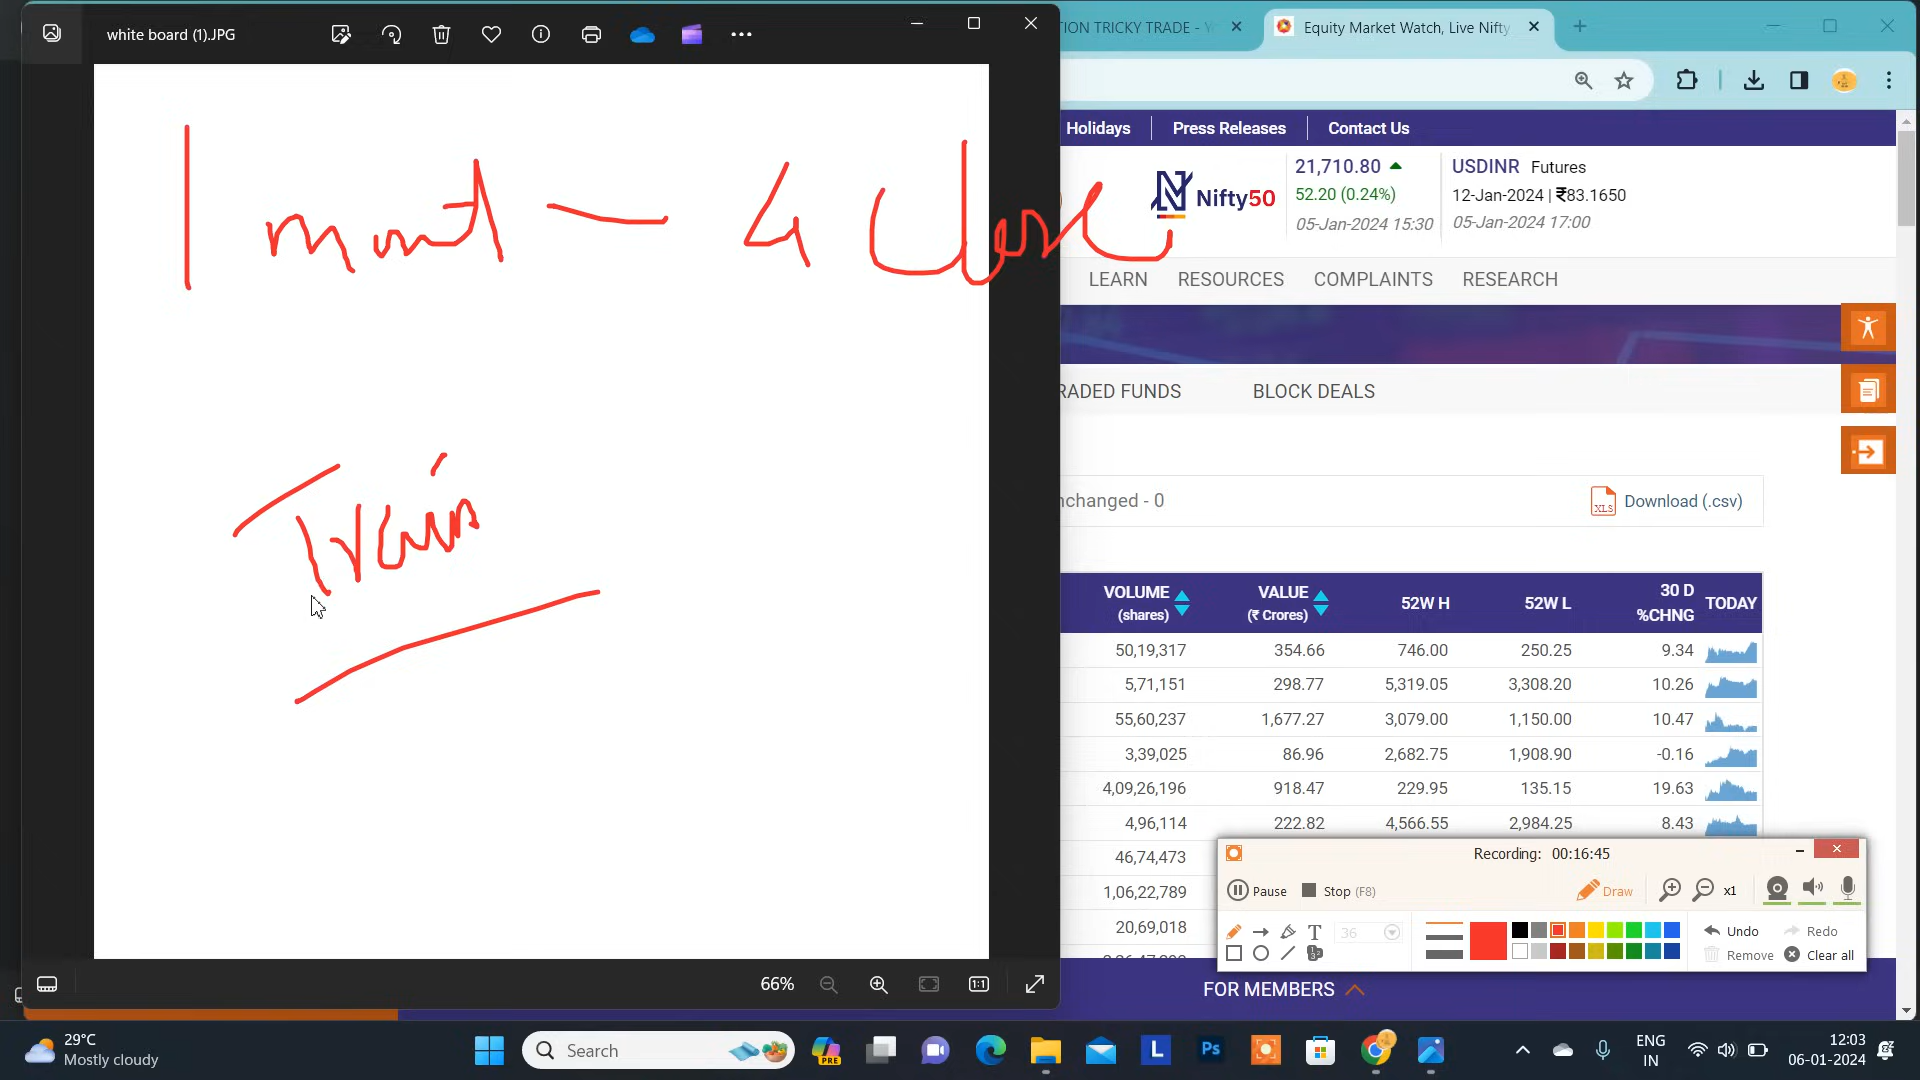 white board (1).JPG
TION TRICKY TRADE - Y
Equity Market Watch, Live Nifty
Holidays
Press Releases
Contact Us
Nifty50
21,710.80
52.20 (0.24%)
05-Jan-2024 15:30
USDINR Futures
12-Jan-2024 | ₹83.1650
05-Jan-2024 17:00
LEARN
RESOURCES
COMPLAINTS
RESEARCH
RADED FUNDS
BLOCK DEALS
nchanged - 0
XLS
Download (.csv)
1 mont - 4 
Train
VOLUME (shares) VALUE (₹ Crores) 52W H 52W L 30 D %CHNG TODAY
50,19,317 354.66 746.00 250.25 9.34
5,71,151 298.77 5,319.05 3,308.20 10.26
55,60,237 1,677.27 3,079.00 1,150.00 10.47
3,39,025 86.96 2,682.75 1,908.90 -0.16
4,09,26,196 918.47 229.95 135.15 19.63
4,96,114 222.82 4,566.55 2,984.25 8.43
46,74,473
1,06,22,789
20,69,018
Recording: 00:16:45
Pause
Stop (F8)
Draw
x1
T
36
Undo
Redo
Remove
Clear all
FOR MEMBERS
66%
1:1
29°C
Mostly cloudy
Search
PRE
L
Ps
ENG
IN
12:03
06-01-2024